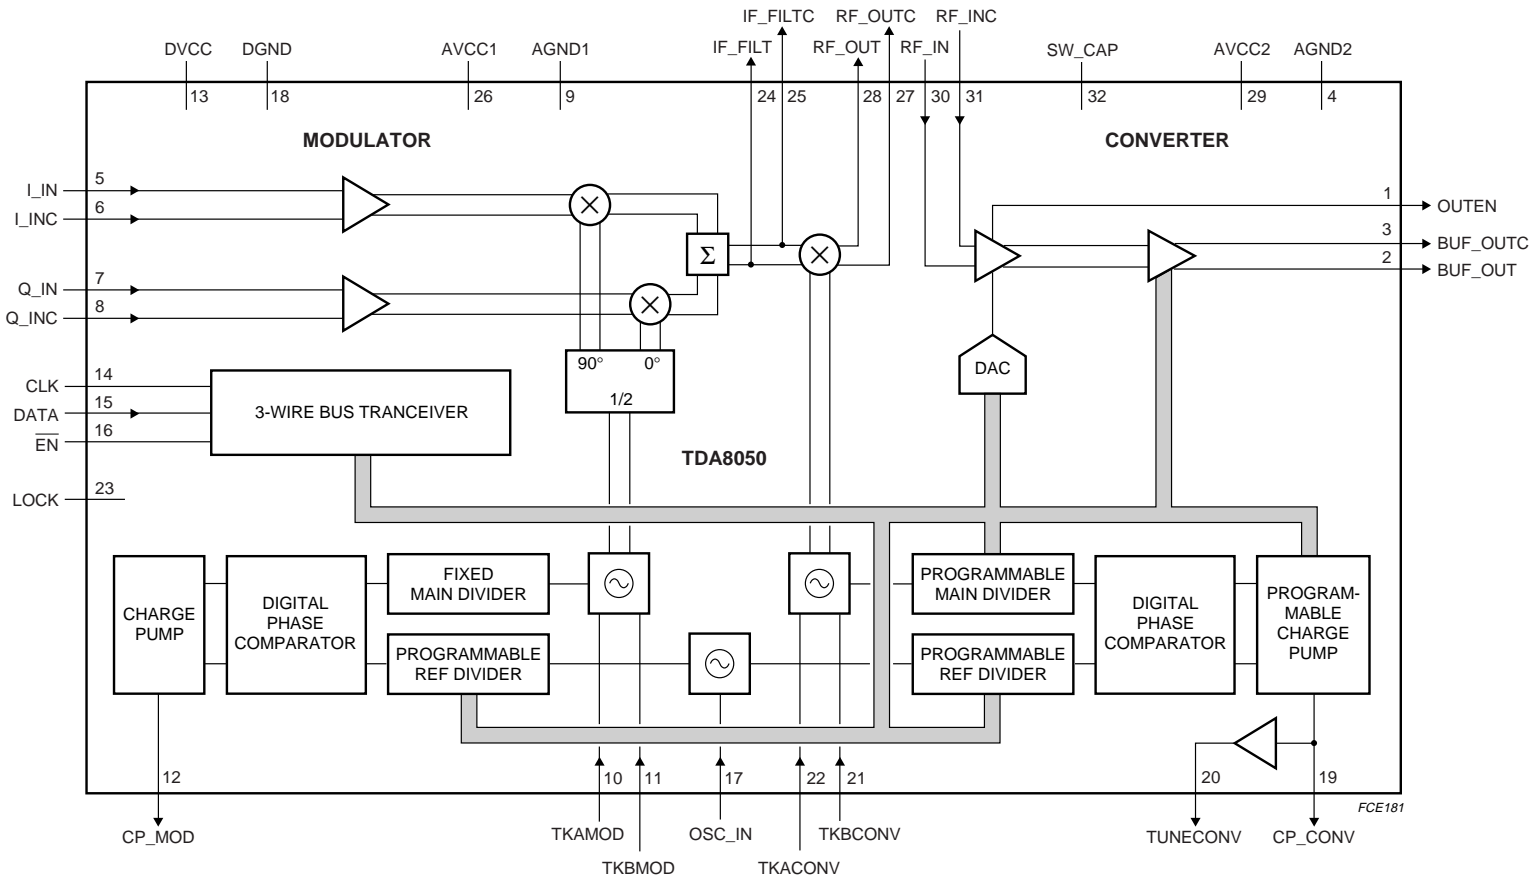 IF_FILTC RF_OUTC RF_INC
DVCC DGND AVCC1 AGND1 IF_FILT RF_OUT RF_IN SW_CAP AVCC2 AGND2
13 18 26 9 24 25 28 27 30 31 32 29 4
MODULATOR CONVERTER
I_IN 5
I_INC 6
1 OUTEN
Σ
3 BUF_OUTC
2 BUF_OUT
Q_IN 7
Q_INC 8
90° 0°
1/2
DAC
CLK 14
DATA 15
EN 16
3-WIRE BUS TRANCEIVER
TDA8050
LOCK 23
CHARGE
PUMP
DIGITAL
PHASE
COMPARATOR
FIXED
MAIN DIVIDER
PROGRAMMABLE
REF DIVIDER
PROGRAMMABLE
MAIN DIVIDER
PROGRAMMABLE
REF DIVIDER
DIGITAL
PHASE
COMPARATOR
PROGRAM-
MABLE
CHARGE
PUMP
12 10 11 17 22 21 20 19
FCE181
CP_MOD TKAMOD OSC_IN TKBCONV TUNECONV CP_CONV
TKBMOD TKACONV